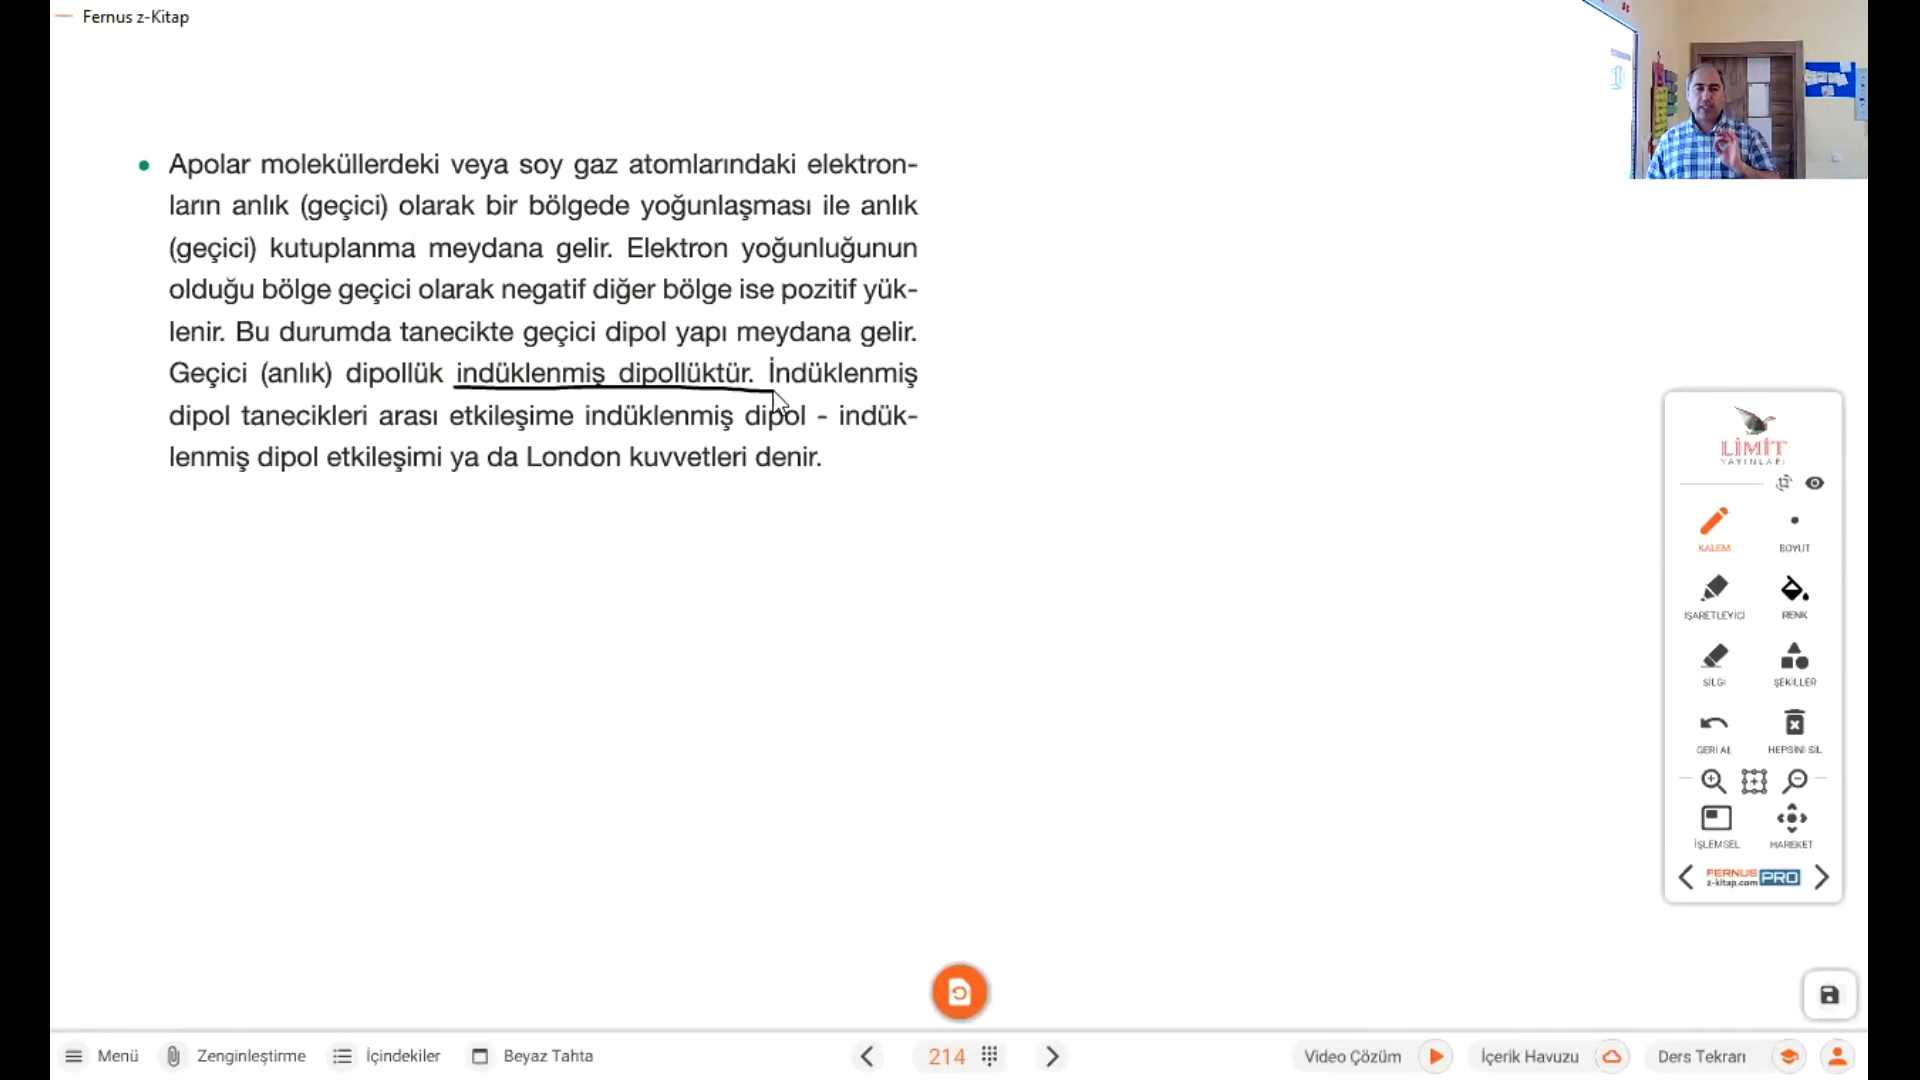 Fernus z-Kitap
• Apolar moleküllerdeki veya soy gaz atomlarındaki elektron-
ların anlık (geçici) olarak bir bölgede yoğunlaşması ile anlık
(geçici) kutuplanma meydana gelir. Elektron yoğunluğunun
olduğu bölge geçici olarak negatif diğer bölge ise pozitif yük-
lenir. Bu durumda tanecikte geçici dipol yapı meydana gelir.
Geçici (anlık) dipollük indüklenmiş dipollüktür. İndüklenmiş
dipol tanecikleri arası etkileşime indüklenmiş dipol - indük-
lenmiş dipol etkileşimi ya da London kuvvetleri denir.
LİMİT
YAYINLARI
KALEM BOYUT
İŞARETLEYİCİ RENK
SİLGİ ŞEKİLLER
GERİ AL HEPSİNİ SİL
İŞLEMSEL HAREKET
FERNUS
z-kitap.com PRO
Menü Zenginleştirme İçindekiler Beyaz Tahta 214 Video Çözüm İçerik Havuzu Ders Tekrarı